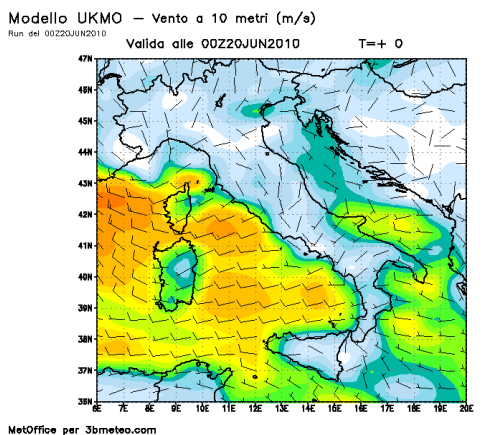 Modello UKMO - Vento a 10 metri (m/s)
Run del 00Z20JUN2010
Valida alle 00Z20JUN2010 T=+ 0
47N
46N
45N
44N
43N
42N
41N
40N
39N
38N
37N
36N
6E 7E 8E 9E 10E 11E 12E 13E 14E 15E 16E 17E 18E 19E 20E
MetOffice per 3bmeteo.com